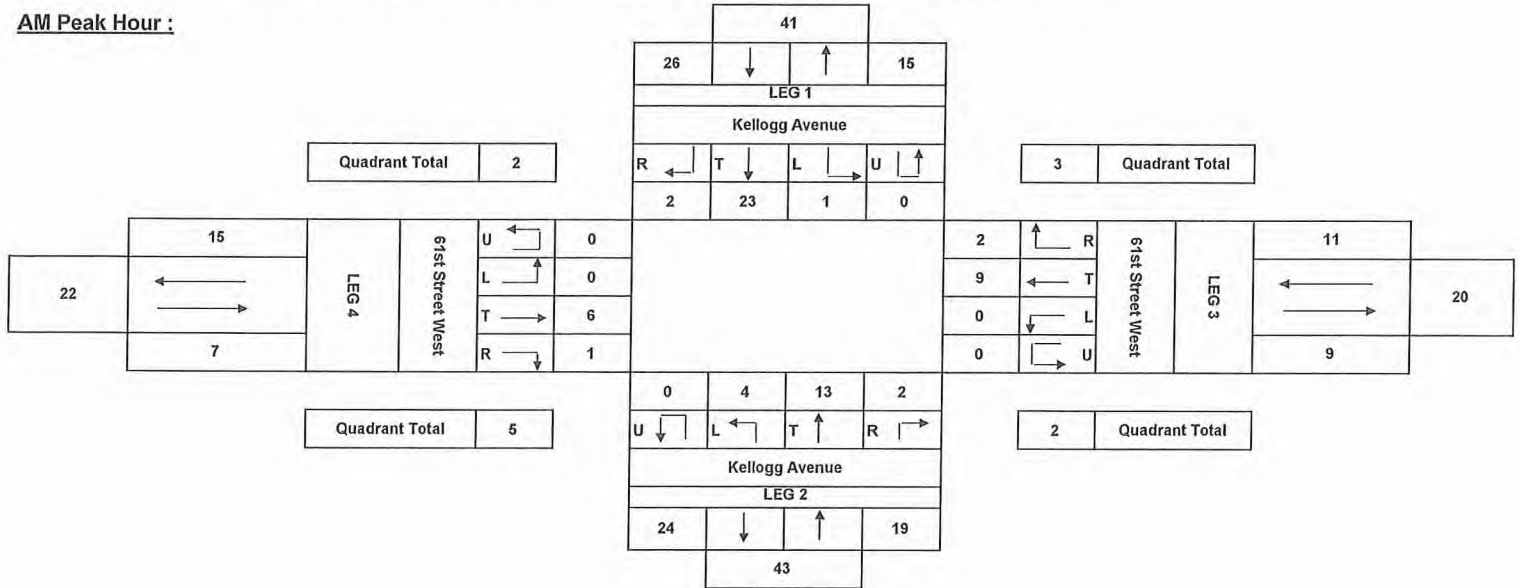 AM Peak Hour :
41
26 15
LEG 1
Kellogg Avenue
Quadrant Total 2
R T L U
3 Quadrant Total
2 23 1 0
15
22
7
LEG 4
61st Street West
U 0
L 0
T 6
R 1
2 R
9 T
0 L
0 U
61st Street West
LEG 3
11
20
9
0 4 13 2
Quadrant Total 5
U L T R
2 Quadrant Total
Kellogg Avenue
LEG 2
24 19
43